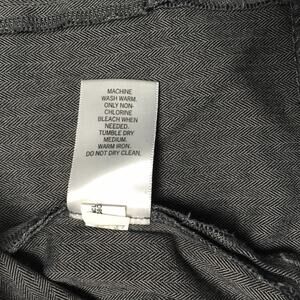 MACHINE
WASH WARM.
ONLY NON-
CHLORINE
BLEACH WHEN
NEEDED.
TUMBLE DRY
MEDIUM.
WARM IRON.
DO NOT DRY CLEAN.